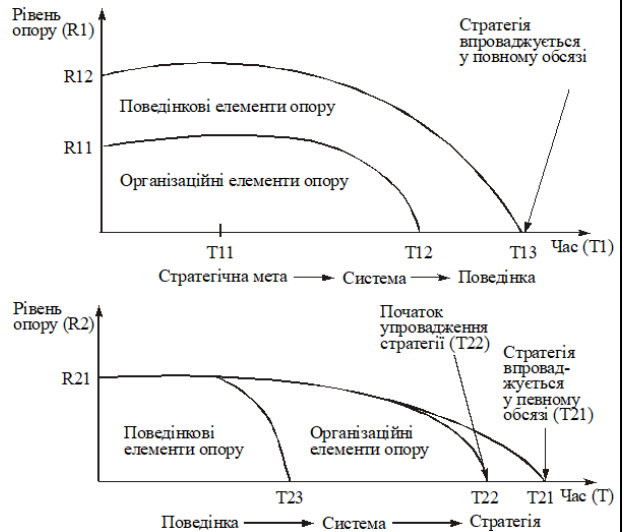 Рівень
опору (R1)
Стратегія
впроваджується
у повному обсязі
R12
Поведінкові елементи опору
R11
Організаційні елементи опору
T11
T12
T13
Час (T1)
Стратегічна мета
Система
Поведінка
Рівень
опору (R2)
Початок
упровадження
стратегії (T22)
Стратегія
впровад-
жується
у певному
обсязі (T21)
R21
Поведінкові
елементи опору
Організаційні
елементи опору
T23
T22
T21
Час (T)
Поведінка
Система
Стратегія